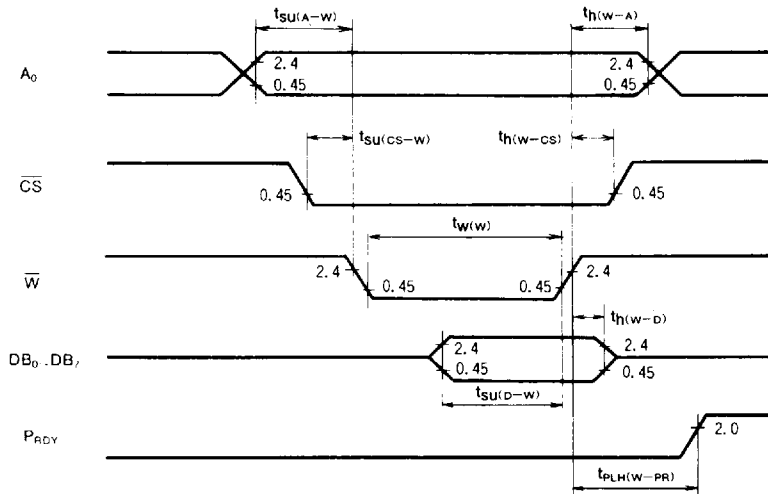 tsu(A-W) th(W-A)
A0 2.4 2.4
0.45 0.45
tsu(CS-W) th(W-CS)
CS 0.45 0.45
tw(W)
W 2.4 0.45 0.45 2.4
th(W-D)
DB0-DB7 2.4 2.4
0.45 0.45
tsu(D-W)
PRDY 2.0
tPLH(W-PR)